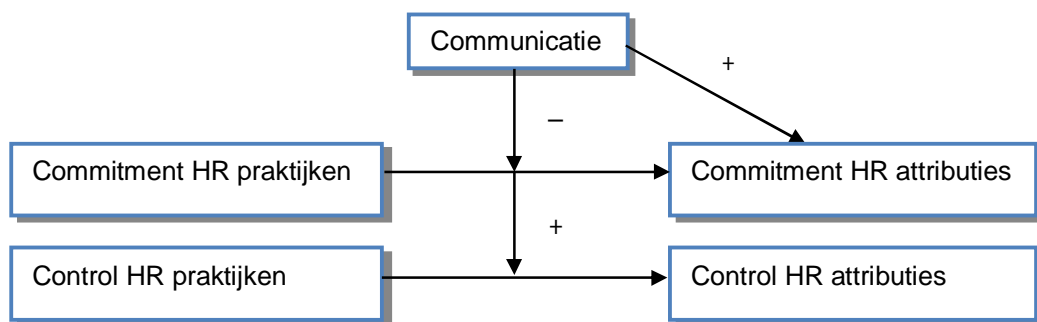 Communicatie
+
–
Commitment HR praktijken
Commitment HR attributies
+
Control HR praktijken
Control HR attributies